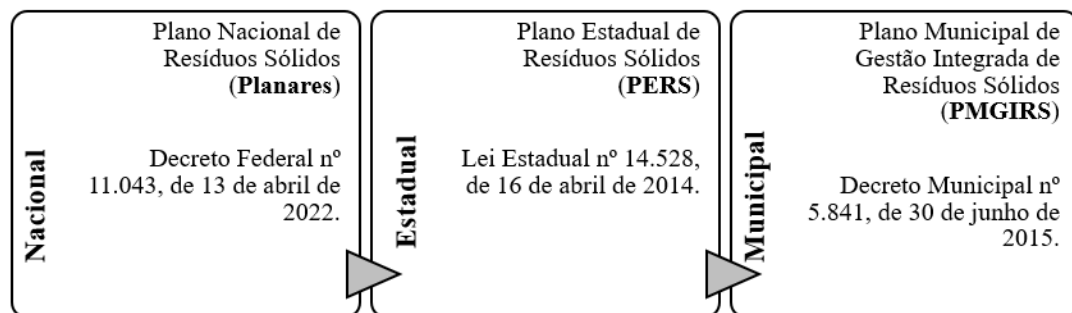 Nacional
Plano Nacional de
Resíduos Sólidos
(Planares)
Decreto Federal nº
11.043, de 13 de abril de
2022.
Estadual
Plano Estadual de
Resíduos Sólidos
(PERS)
Lei Estadual nº 14.528,
de 16 de abril de 2014.
Municipal
Plano Municipal de
Gestão Integrada de
Resíduos Sólidos
(PMGIRS)
Decreto Municipal nº
5.841, de 30 de junho de
2015.